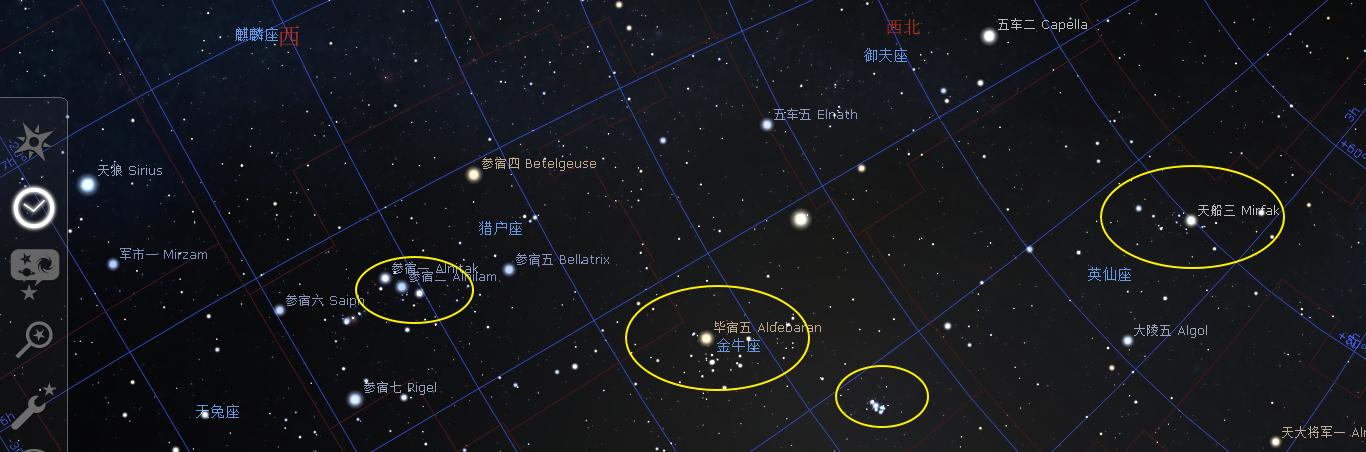 麒麟座
西
西北
五车二 Capella
御夫座
五车五 Elnath
3h
+60°
天狼 Sirius
参宿四 Betelgeuse
天船三 Mirfak
猎户座
军市一 Mirzam
参宿五 Bellatrix
参宿一 Alnitak
参宿二 Alnilam
英仙座
参宿六 Saiph
毕宿五 Aldebaran
金牛座
大陵五 Algol
参宿七 Rigel
天兔座
6h
天大将军一 Alm